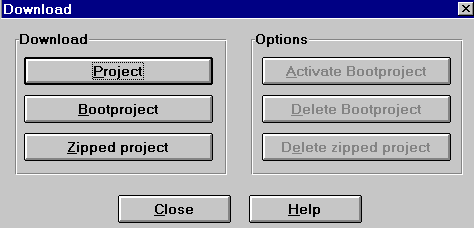 Download
Download
Options
Project
Activate Bootproject
Bootproject
Delete Bootproject
Zipped project
Delete zipped project
Close
Help